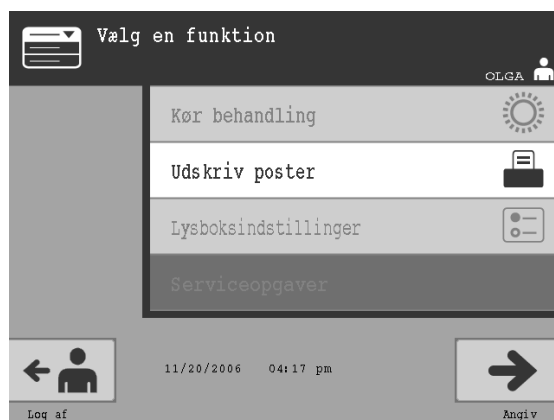 Vælg en funktion
OLGA
Kør behandling
Udskriv poster
Lysboksindstillinger
Serviceopgaver
11/20/2006 04:17 pm
Log af
Angiv